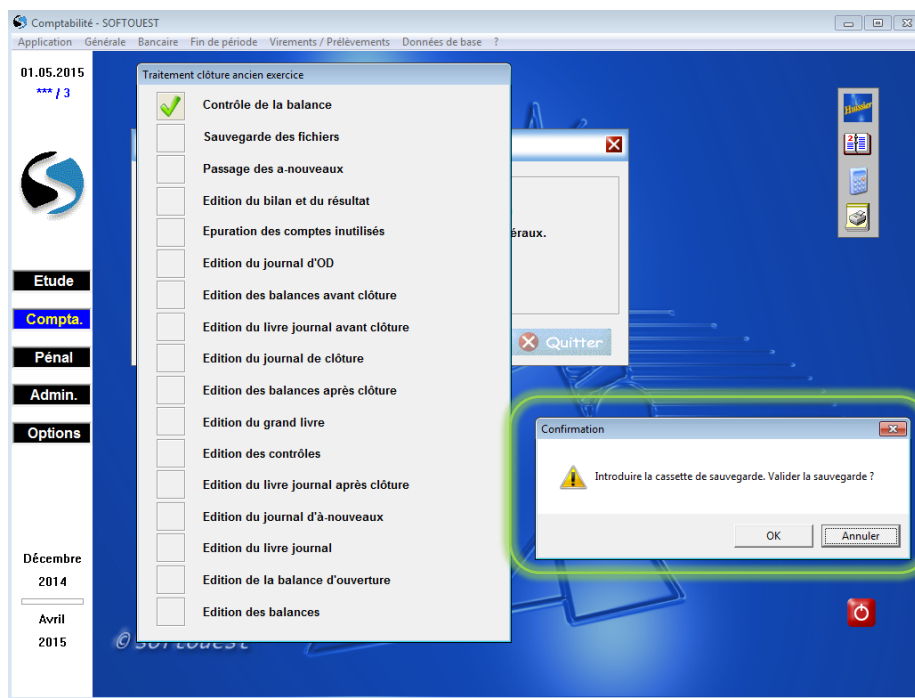 Comptabilité - SOFTOUEST
Application Générale Bancaire Fin de période Virements / Prélèvements Données de base ?
01.05.2015
*** / 3
Etude
Compta.
Pénal
Admin.
Options
Décembre
2014
Avril
2015
Traitement clôture ancien exercice
Contrôle de la balance
Sauvegarde des fichiers
Passage des a-nouveaux
Edition du bilan et du résultat
Epuration des comptes inutilisés
Edition du journal d'OD
Edition des balances avant clôture
Edition du livre journal avant clôture
Edition du journal de clôture
Edition des balances après clôture
Edition du grand livre
Edition des contrôles
Edition du livre journal après clôture
Edition du journal d'à-nouveaux
Edition du livre journal
Edition de la balance d'ouverture
Edition des balances
éraux.
Quitter
Huissier
Confirmation
Introduire la cassette de sauvegarde. Valider la sauvegarde ?
OK
Annuler